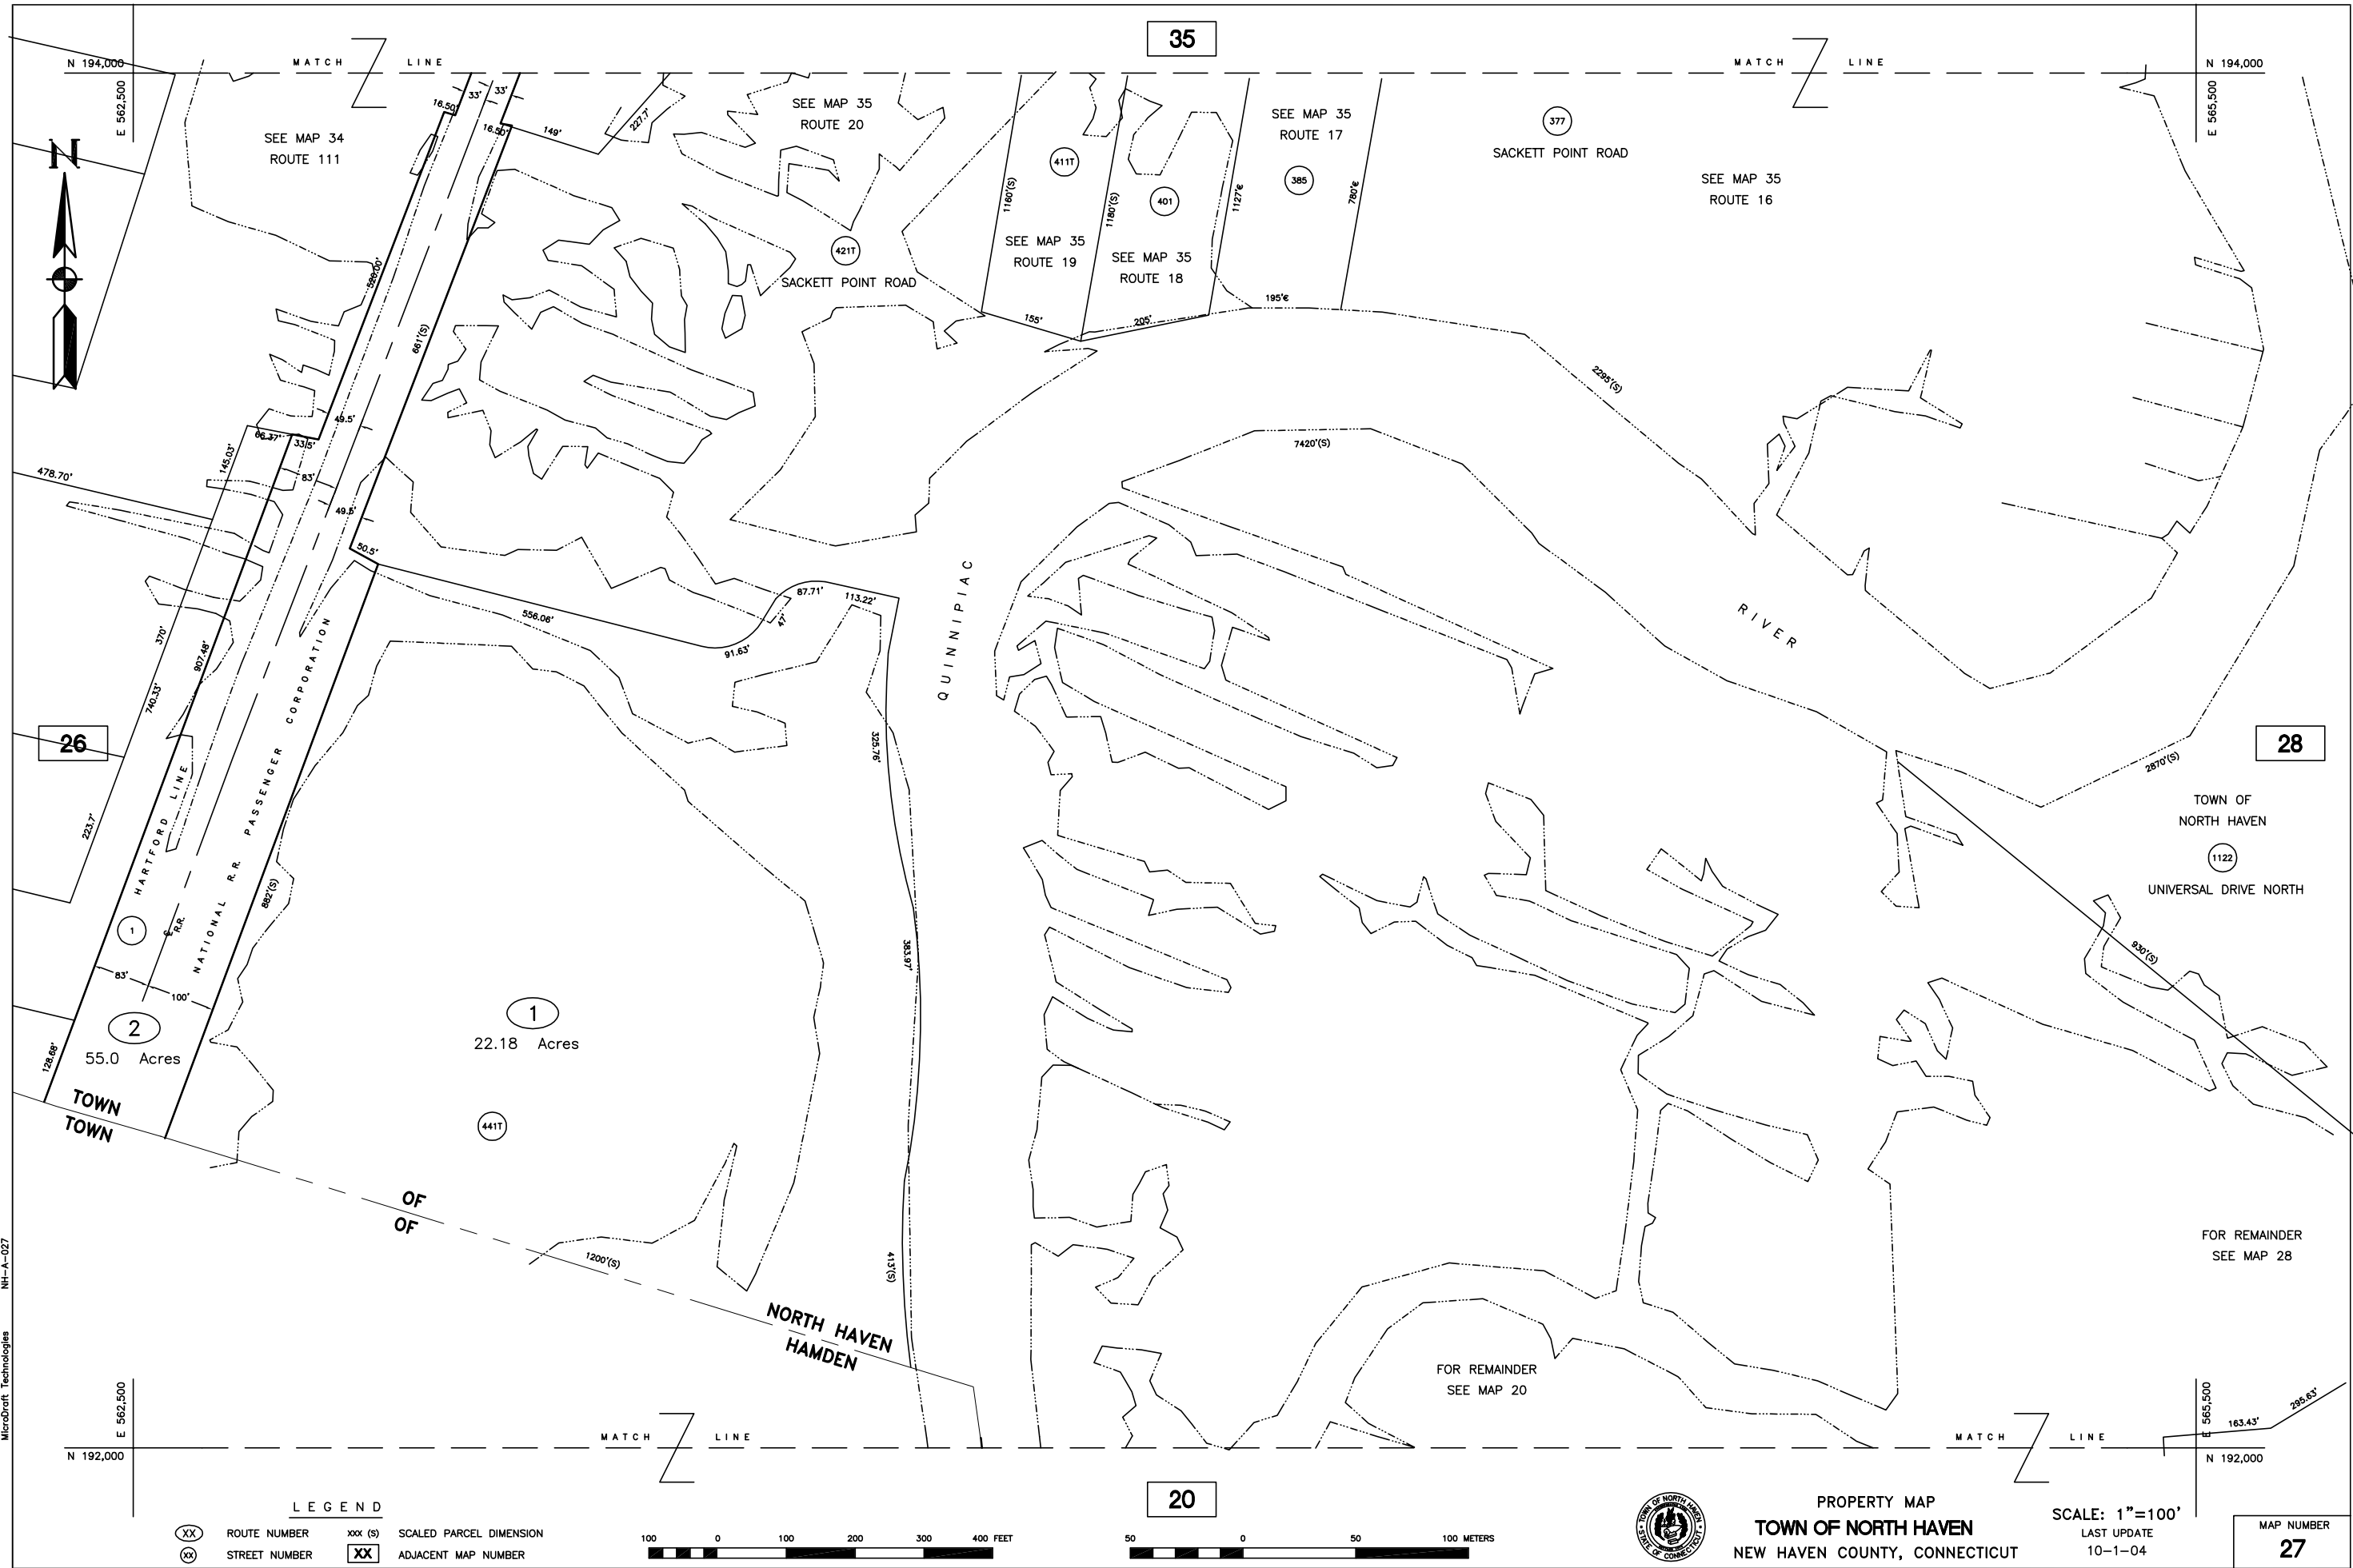 35
N 194,000
MATCH LINE
MATCH LINE
N 194,000
E 562,500
E 565,500
N
SEE MAP 34
ROUTE 111
16.50'
33'
33'
16.50'
149'
227.7'
SEE MAP 35
ROUTE 20
421T
SACKETT POINT ROAD
1160'(S)
411T
SEE MAP 35
ROUTE 19
1180'(S)
401
SEE MAP 35
ROUTE 18
1127'€
SEE MAP 35
ROUTE 17
385
780'€
377
SACKETT POINT ROAD
SEE MAP 35
ROUTE 16
520.00'
661'(S)
155'
205'
195'€
2295'(S)
7420'(S)
49.5'
66.37'
33.5'
145.03'
478.70'
83'
49.5'
50.5'
556.06'
91.63'
47'
87.71'
113.22'
QUINNIPIAC
RIVER
370'
907.48'
740.33'
26
223.7'
HARTFORD LINE
NATIONAL R.R. PASSENGER CORPORATION
882'(S)
325.76'
28
2870'(S)
TOWN OF
NORTH HAVEN
1122
UNIVERSAL DRIVE NORTH
1
R.R.
383.97'
930'(S)
83'
100'
2
55.0 Acres
128.68'
1
22.18 Acres
441T
TOWN
TOWN
OF
OF
1200'(S)
413'(S)
NORTH HAVEN
HAMDEN
FOR REMAINDER
SEE MAP 28
FOR REMAINDER
SEE MAP 20
NH-A-027
MicroDraft Technologies
E 562,500
E 565,500
163.43'
295.63'
MATCH LINE
MATCH LINE
N 192,000
N 192,000
20
LEGEND
XX ROUTE NUMBER
XXX (S) SCALED PARCEL DIMENSION
XX STREET NUMBER
XX ADJACENT MAP NUMBER
100 0 100 200 300 400 FEET
50 0 50 100 METERS
TOWN OF NORTH HAVEN
STATE OF CONNECTICUT
PROPERTY MAP
TOWN OF NORTH HAVEN
NEW HAVEN COUNTY, CONNECTICUT
SCALE: 1"=100'
LAST UPDATE
10-1-04
MAP NUMBER
27